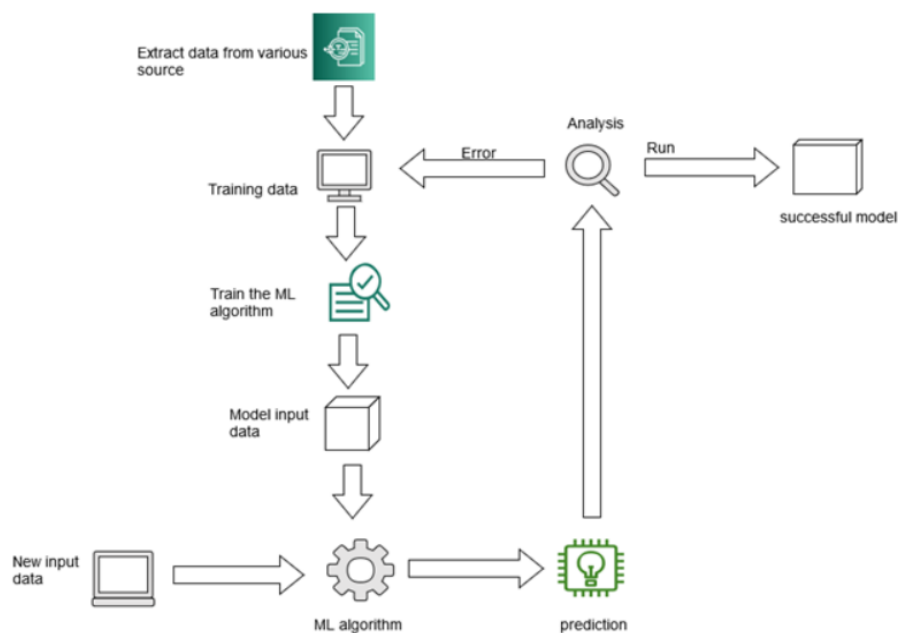 Extract data from various
source
Analysis
Error
Run
Training data
successful model
Train the ML
algorithm
Model input
data
New input
data
ML algorithm
prediction